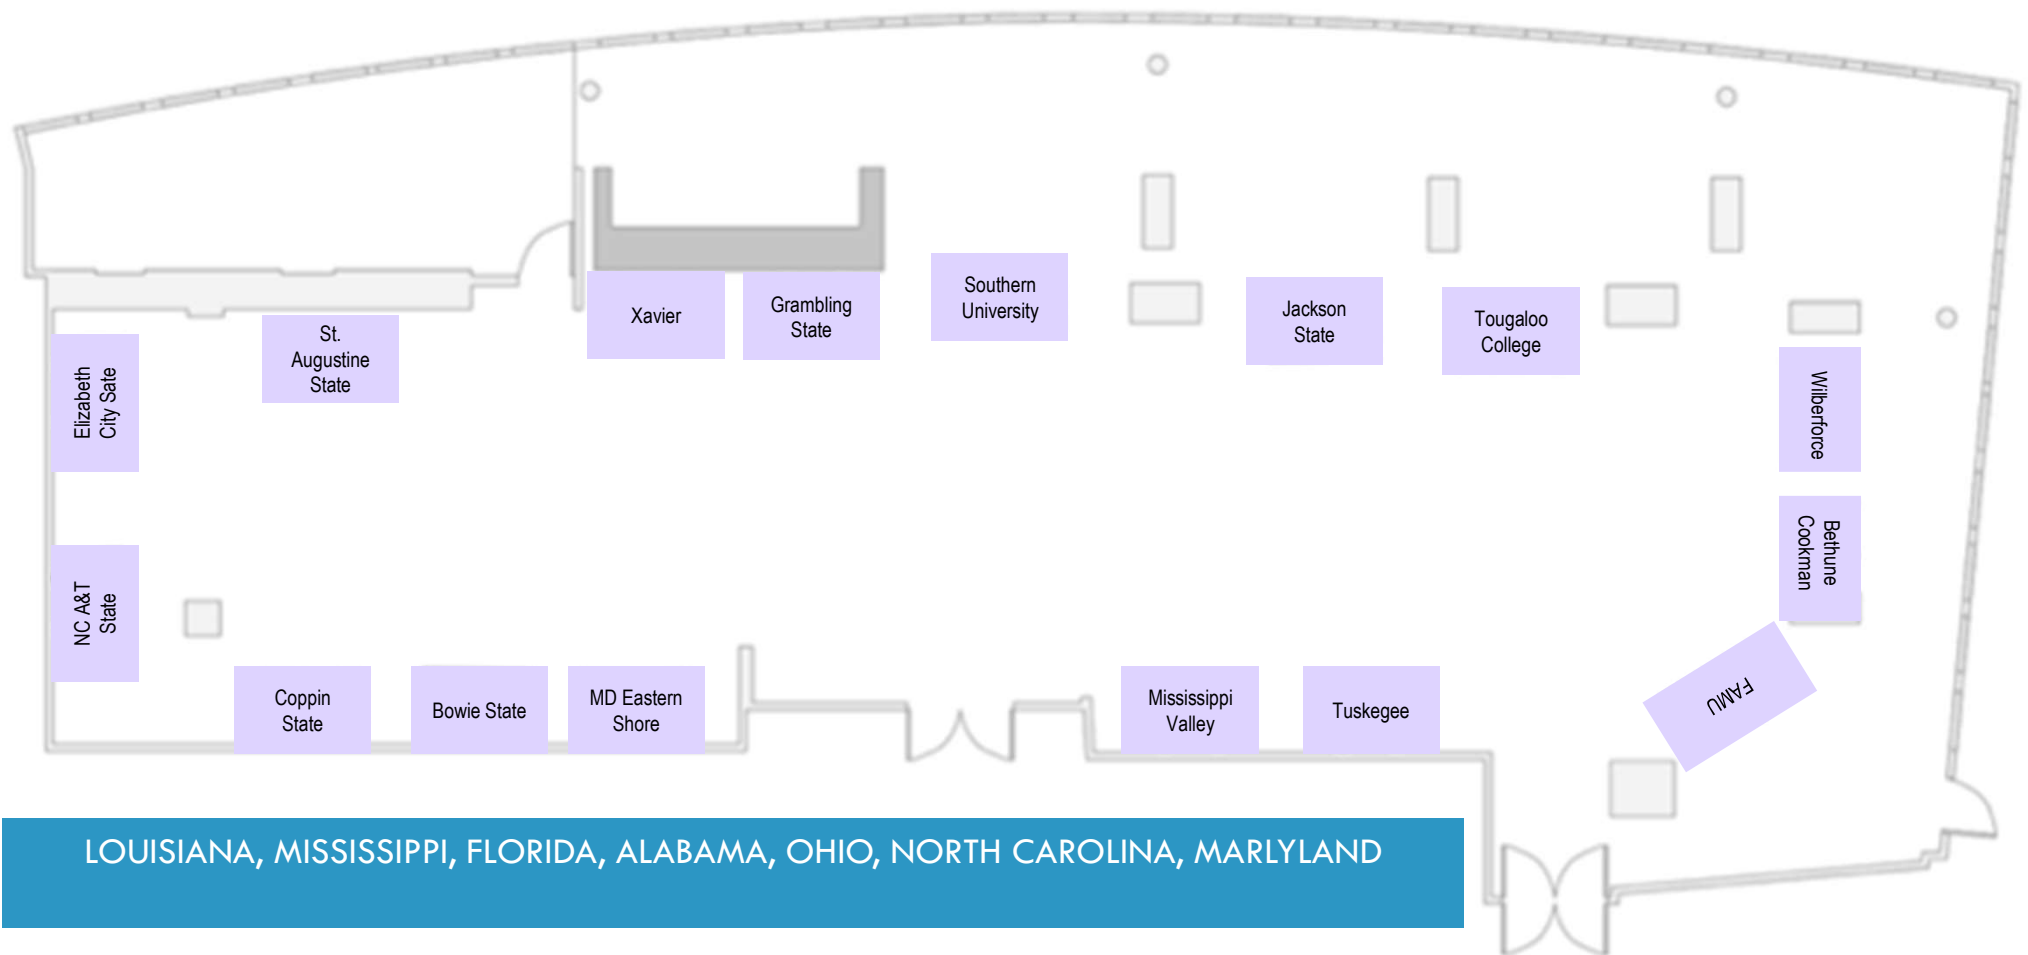 Southern
University
Grambling
State
Xavier
Jackson
State
Tougaloo
College
St.
Augustine
State
Elizabeth
City Sate
Wilberforce
Bethune
Cookman
NC A&T
State
FAMU
Coppin
State
Bowie State
MD Eastern
Shore
Mississippi
Valley
Tuskegee
LOUISIANA, MISSISSIPPI, FLORIDA, ALABAMA, OHIO, NORTH CAROLINA, MARLYLAND